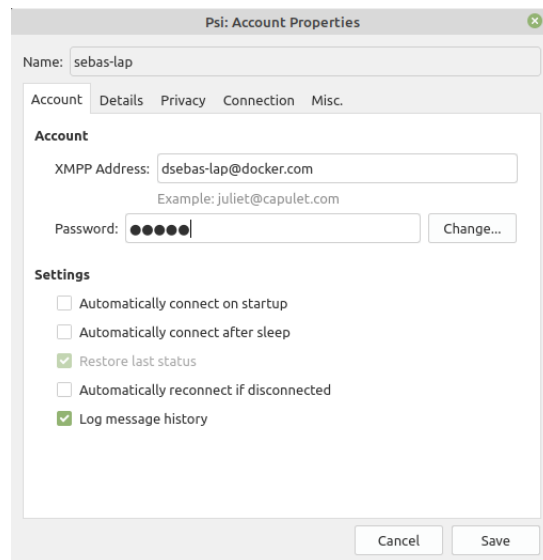 Psi: Account Properties
Name: sebas-lap
Account Details Privacy Connection Misc.
Account
XMPP Address: dsebas-lap@docker.com
Example: juliet@capulet.com
Password: ●●●●● Change...
Settings
Automatically connect on startup
Automatically connect after sleep
Restore last status
Automatically reconnect if disconnected
Log message history
Cancel Save